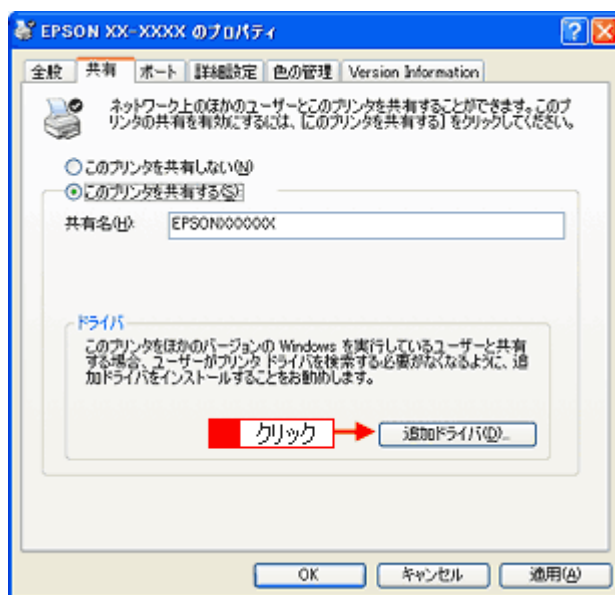 EPSON XX-XXXX のプロパティ
全般 共有 ポート 詳細設定 色の管理 Version Information
ネットワーク上のほかのユーザーとこのプリンタを共有することができます。このプ
リンタの共有を有効にするには、[このプリンタを共有する] をクリックしてください。
このプリンタを共有しない(N)
このプリンタを共有する(S)
共有名(H): EPSONXXXXXX
ドライバ
このプリンタをほかのバージョンの Windows を実行しているユーザーと共有
する場合、ユーザーがプリンタ ドライバを検索する必要がなくなるように、追
加ドライバをインストールすることをお勧めします。
クリック 追加ドライバ(D)...
OK キャンセル 適用(A)